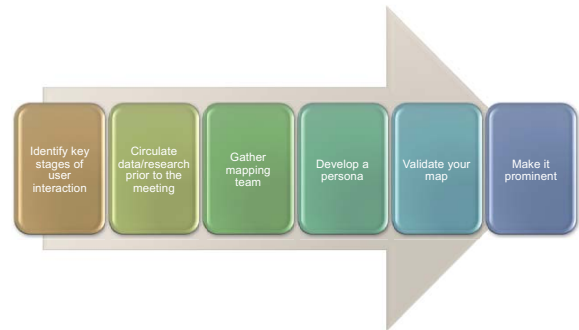 Identify key
stages of
user
interaction
Circulate
data/research
prior to the
meeting
Gather
mapping
team
Develop a
persona
Validate your
map
Make it
prominent